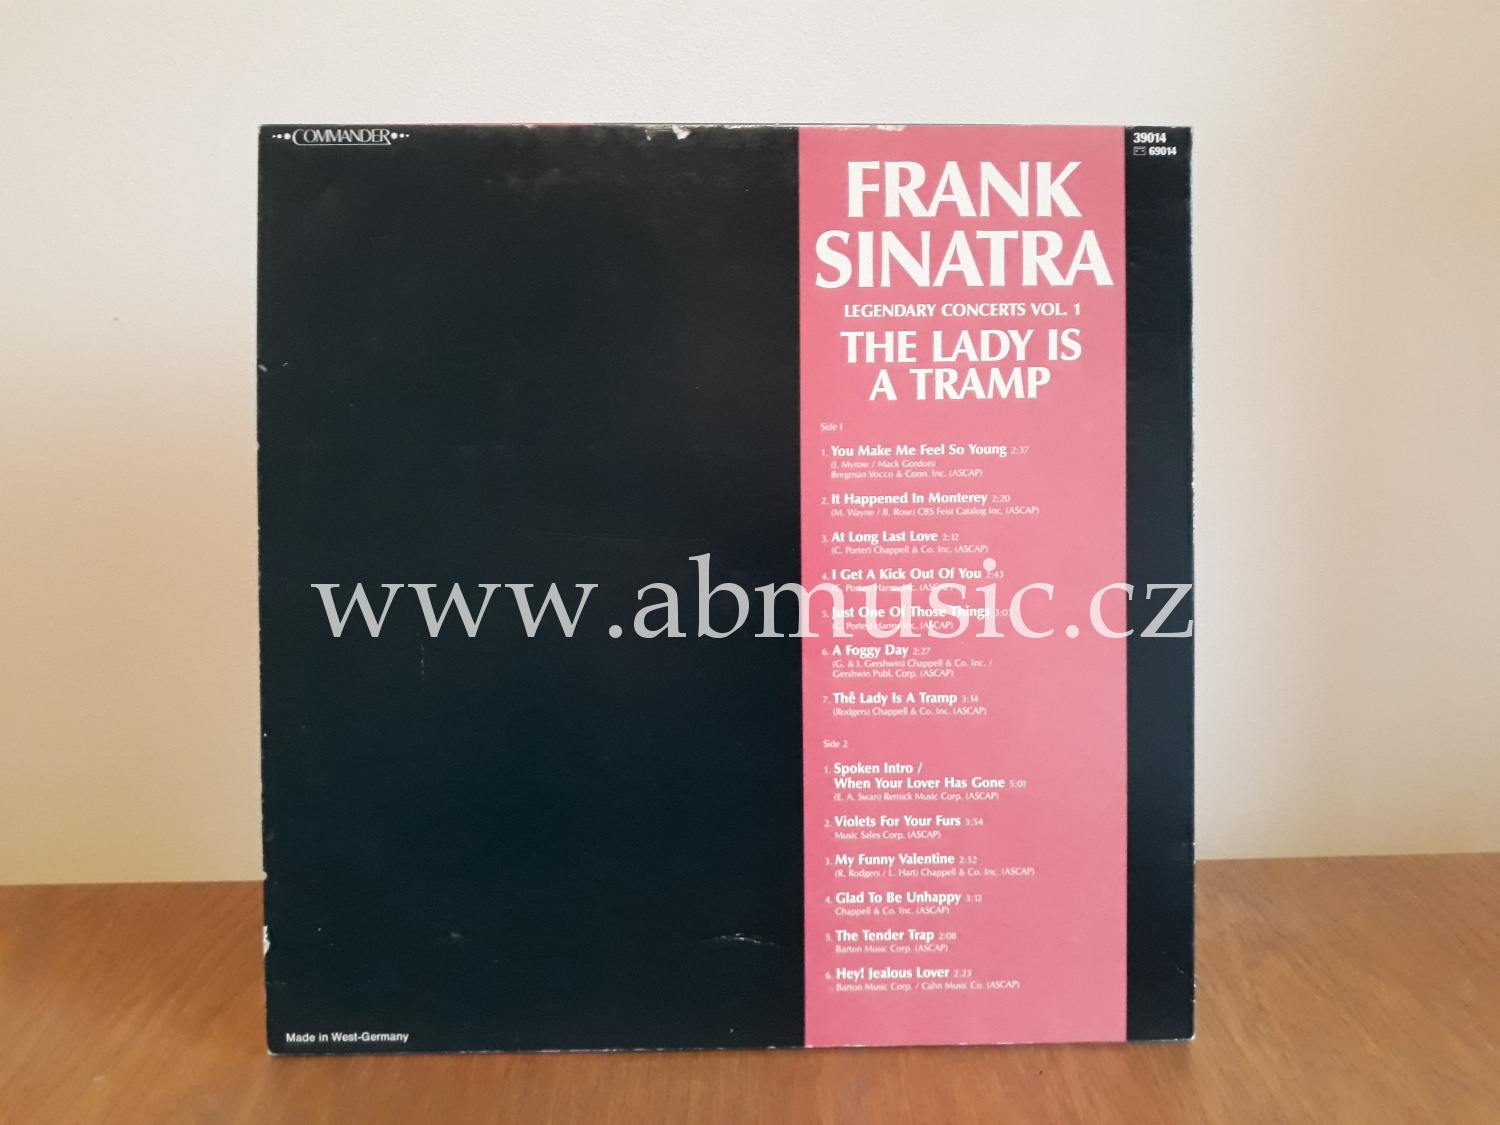 COMMANDER
39014
69014
FRANK
SINATRA
LEGENDARY CONCERTS VOL. 1
THE LADY IS
A TRAMP
Side 1
1. You Make Me Feel So Young 2:37
(J. Myrow / Mack Gordon)
Bregman Vocco & Conn. Inc. (ASCAP)
2. It Happened In Monterey 2:20
(M. Wayne / B. Rose) CBS Feist Catalog Inc. (ASCAP)
3. At Long Last Love 2:12
(C. Porter) Chappell & Co. Inc. (ASCAP)
4. I Get A Kick Out Of You 2:43
(C. Porter) (ASCAP)
www.abmusic.cz
5. Just One Of Those Things
(C. Porter) (ASCAP)
6. A Foggy Day 2:27
(G. & I. Gershwin) Chappell & Co. Inc. /
Gershwin Publ. Corp. (ASCAP)
7. The Lady Is A Tramp 3:14
(Rodgers) Chappell & Co. Inc. (ASCAP)
Side 2
1. Spoken Intro /
When Your Lover Has Gone 5:01
(E. A. Swan) Remick Music Corp. (ASCAP)
2. Violets For Your Furs 3:54
Music Sales Corp. (ASCAP)
3. My Funny Valentine 2:52
(R. Rodgers / L. Hart) Chappell & Co. Inc. (ASCAP)
4. Glad To Be Unhappy 3:12
Chappell & Co. Inc. (ASCAP)
5. The Tender Trap 2:08
Barton Music Corp. (ASCAP)
6. Hey! Jealous Lover 2:23
Barton Music Corp. / Cahn Music Co. (ASCAP)
Made in West-Germany